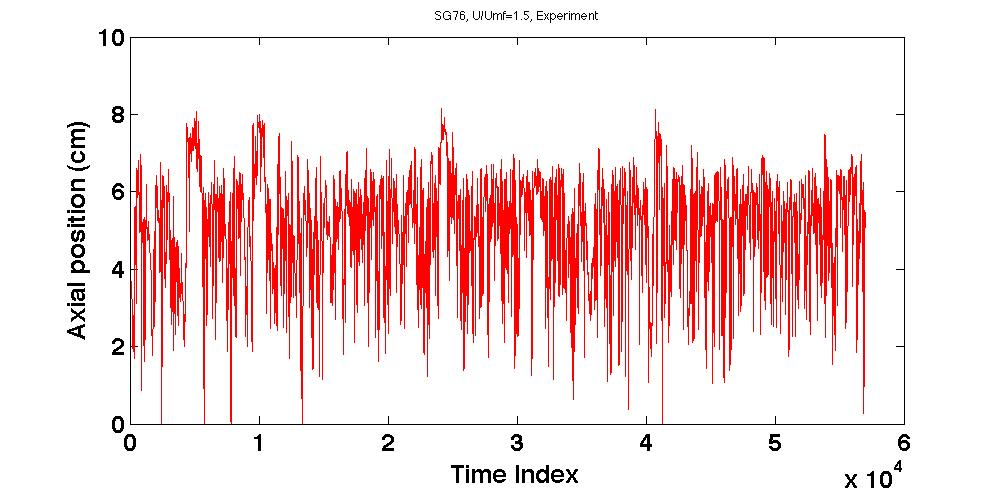 SG76, U/Umf=1.5, Experiment
Axial position (cm)
10
8
6
4
2
0
0 1 2 3 4 5 6
Time Index
x 10^4